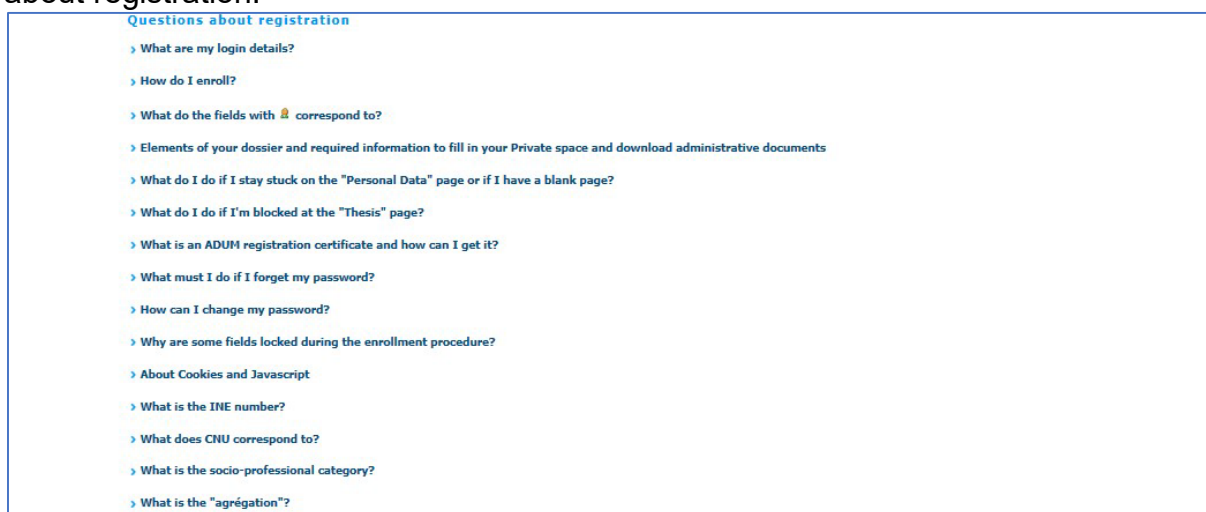 about registration.
Questions about registration
› What are my login details?
› How do I enroll?
› What do the fields with correspond to?
› Elements of your dossier and required information to fill in your Private space and download administrative documents
› What do I do if I stay stuck on the "Personal Data" page or if I have a blank page?
› What do I do if I'm blocked at the "Thesis" page?
› What is an ADUM registration certificate and how can I get it?
› What must I do if I forget my password?
› How can I change my password?
› Why are some fields locked during the enrollment procedure?
› About Cookies and Javascript
› What is the INE number?
› What does CNU correspond to?
› What is the socio-professional category?
› What is the "agrégation"?